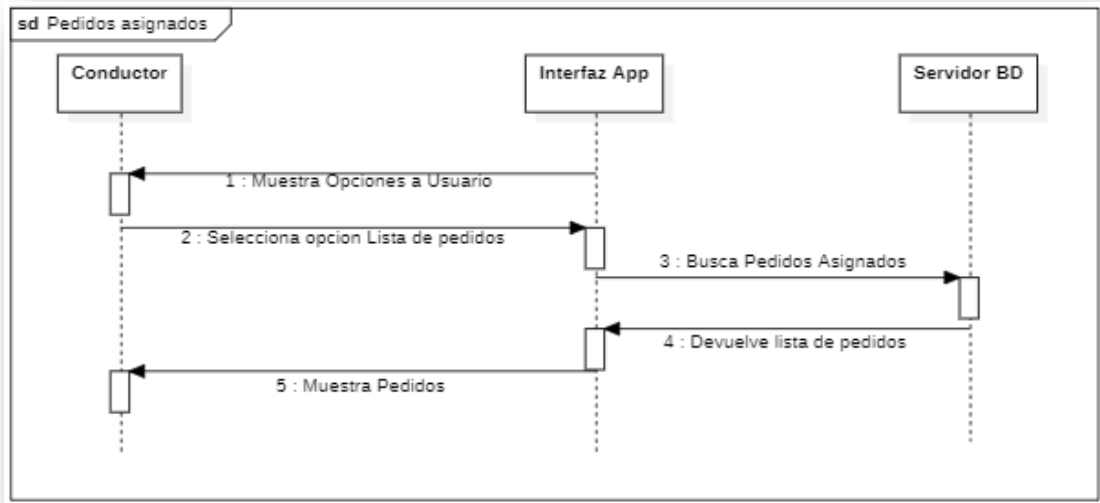 sd Pedidos asignados
Conductor
Interfaz App
Servidor BD
1 : Muestra Opciones a Usuario
2 : Selecciona opcion Lista de pedidos
3 : Busca Pedidos Asignados
4 : Devuelve lista de pedidos
5 : Muestra Pedidos